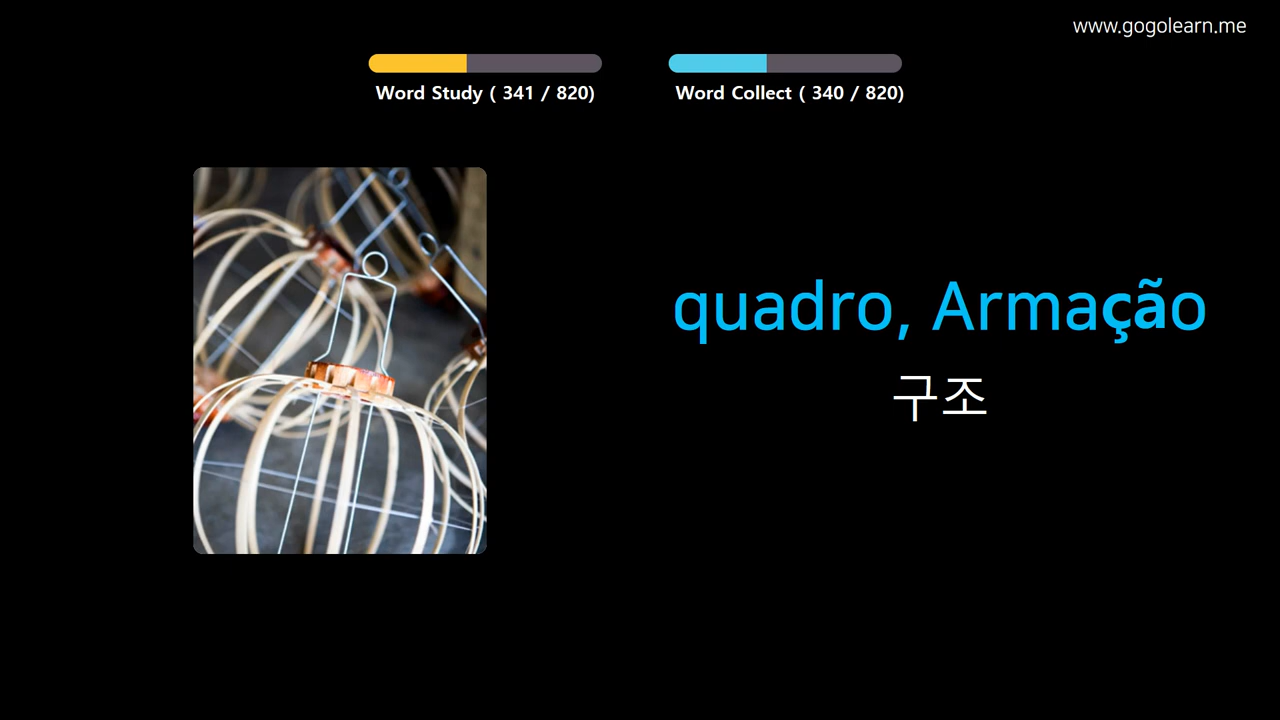 www.gogolearn.me
Word Study ( 341 / 820)
Word Collect ( 340 / 820)
quadro, Armação
구조